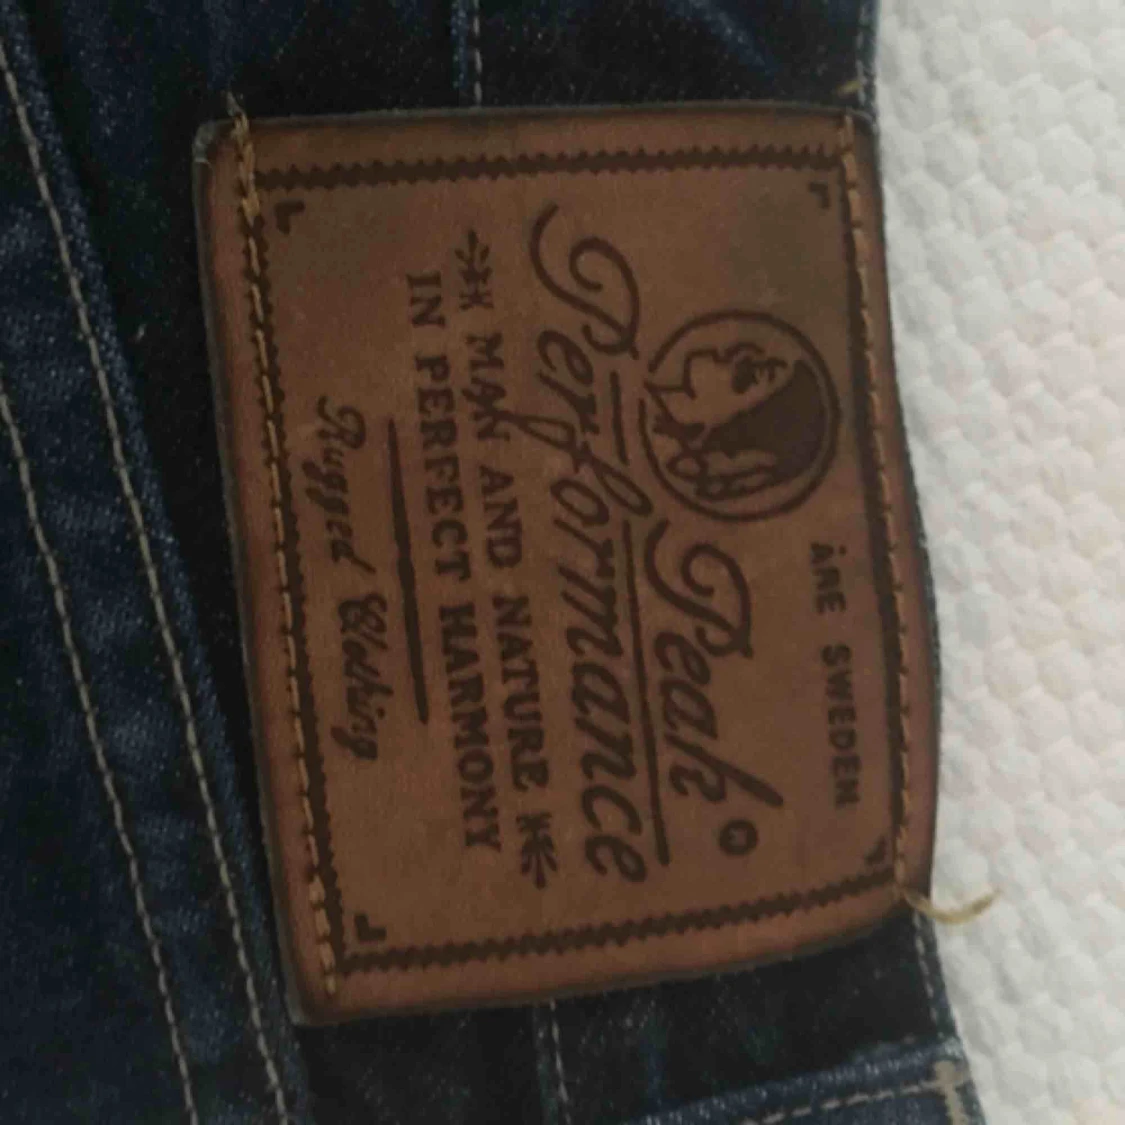 ÅRE SWEDEN
Peak
Performance
MAN AND NATURE
IN PERFECT HARMONY
Rugged Clothing